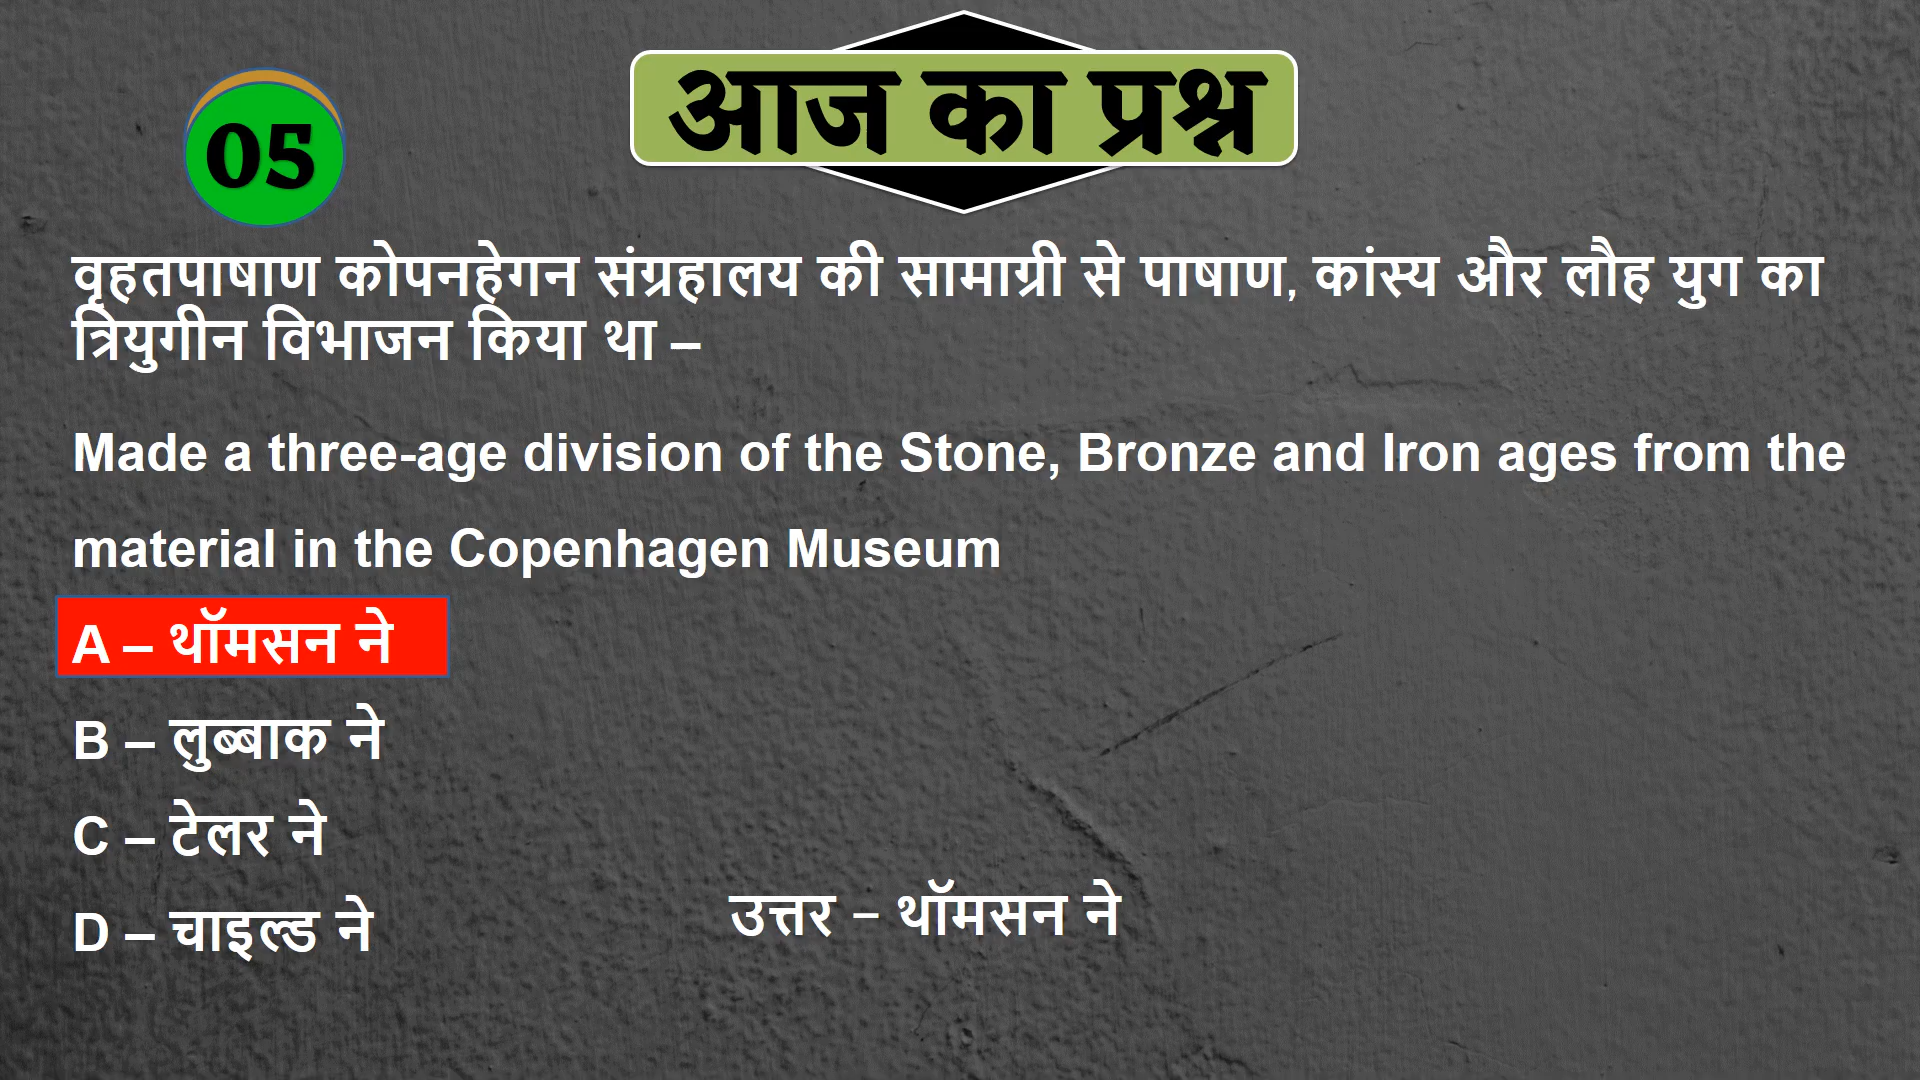 आज का प्रश्न
05
वृहतपाषाण कोपनहेगन संग्रहालय की सामाग्री से पाषाण, कांस्य और लौह युग का
त्रियुगीन विभाजन किया था –
Made a three-age division of the Stone, Bronze and Iron ages from the
material in the Copenhagen Museum
A – थॉमसन ने
B – लुब्बाक ने
C – टेलर ने
D – चाइल्ड ने
उत्तर – थॉमसन ने